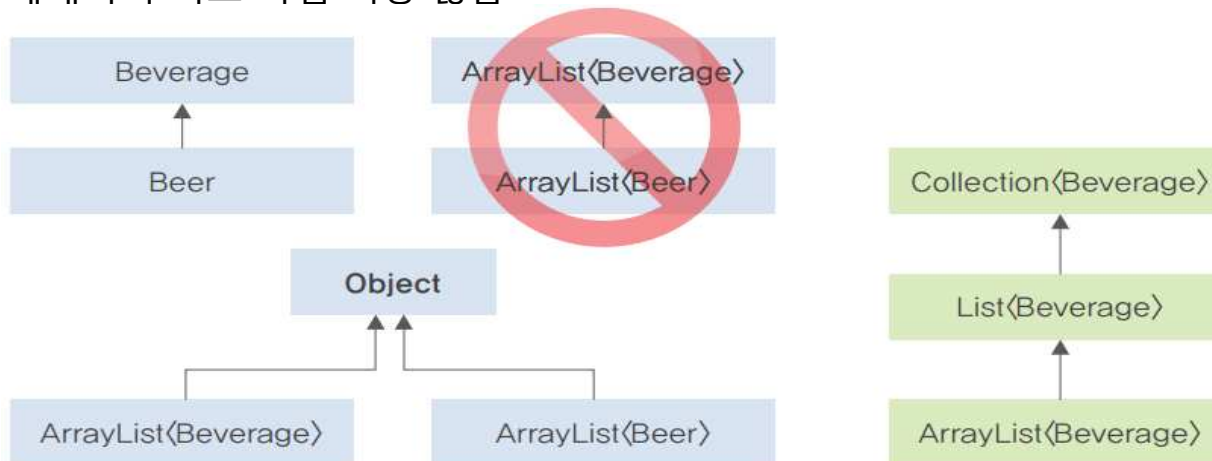 Beverage
ArrayList〈Beverage〉
Beer
ArrayList〈Beer〉
Collection〈Beverage〉
Object
List〈Beverage〉
ArrayList〈Beverage〉
ArrayList〈Beer〉
ArrayList〈Beverage〉